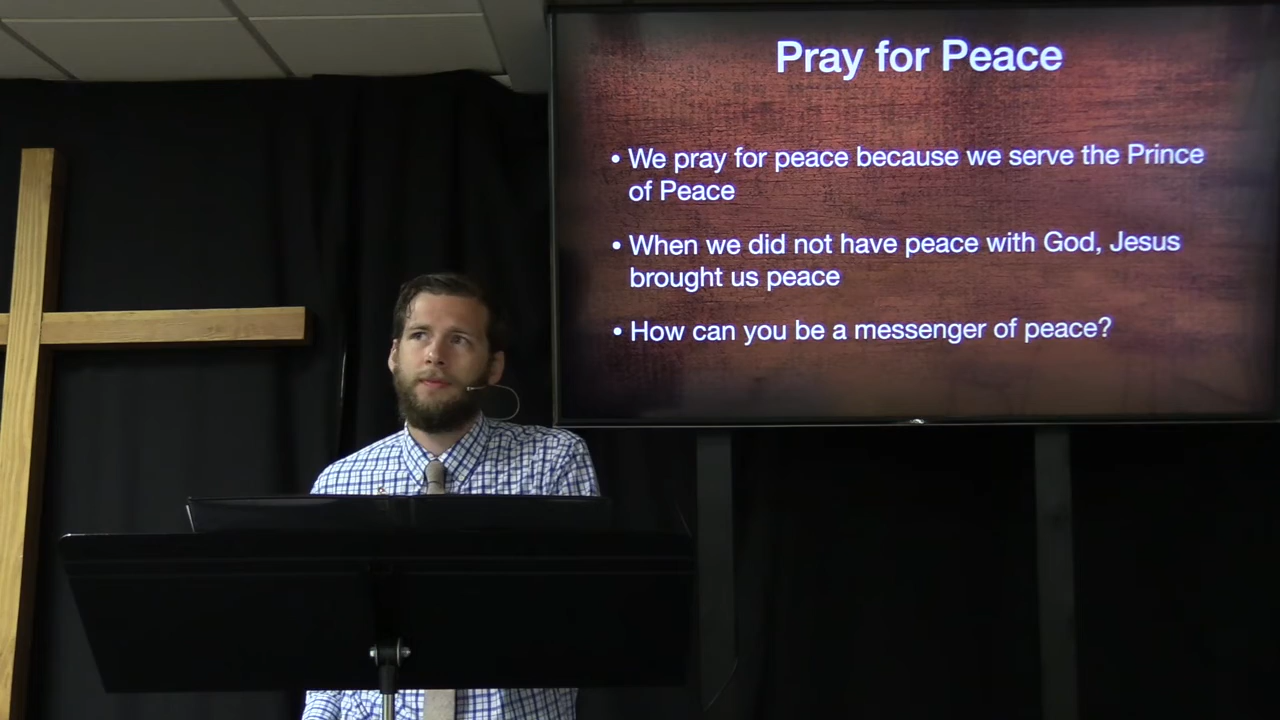 Pray for Peace
• We pray for peace because we serve the Prince
of Peace
• When we did not have peace with God, Jesus
brought us peace
• How can you be a messenger of peace?